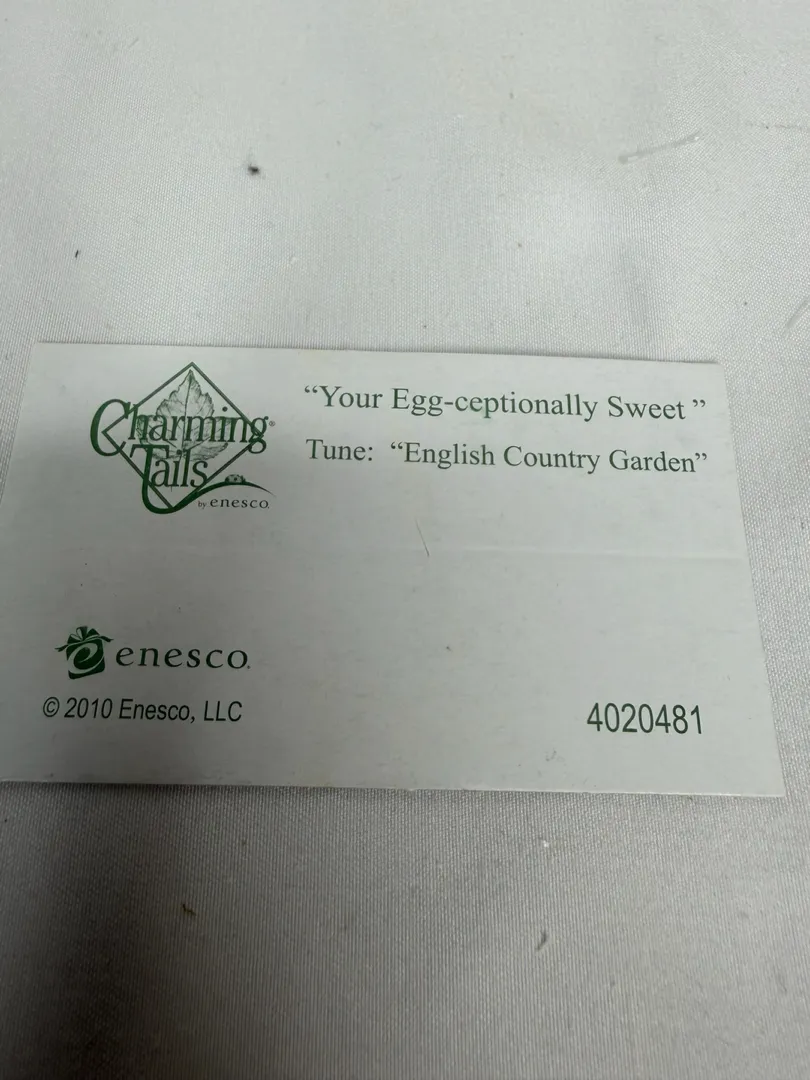 Charming
Tails
by enesco.
“Your Egg-ceptionally Sweet ”
Tune: “English Country Garden”
enesco.
© 2010 Enesco, LLC
4020481